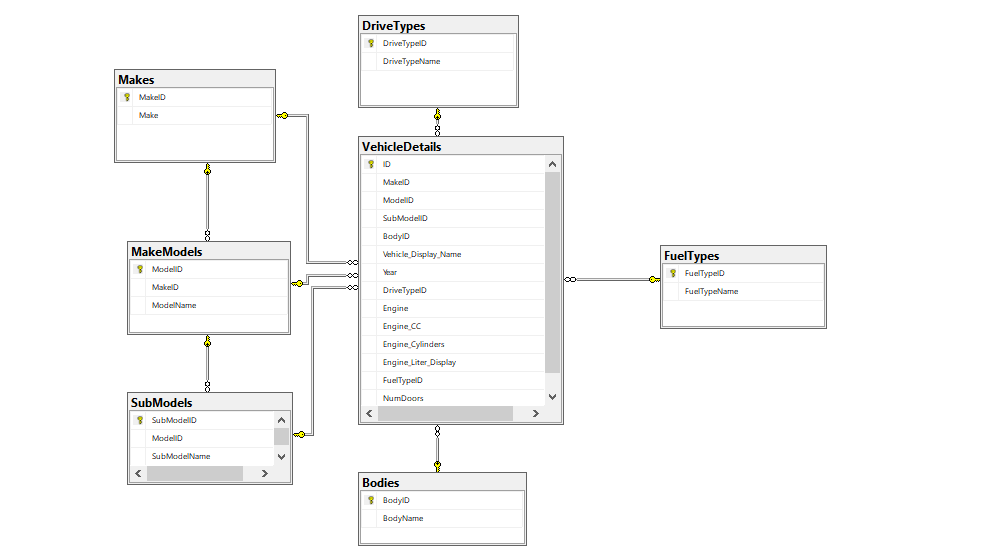 DriveTypes
DriveTypeID
DriveTypeName
Makes
MakeID
Make
VehicleDetails
ID
MakeID
ModelID
SubModelID
BodyID
Vehicle_Display_Name
Year
DriveTypeID
Engine
Engine_CC
Engine_Cylinders
Engine_Liter_Display
FuelTypeID
NumDoors
MakeModels
ModelID
MakeID
ModelName
FuelTypes
FuelTypeID
FuelTypeName
SubModels
SubModelID
ModelID
SubModelName
Bodies
BodyID
BodyName